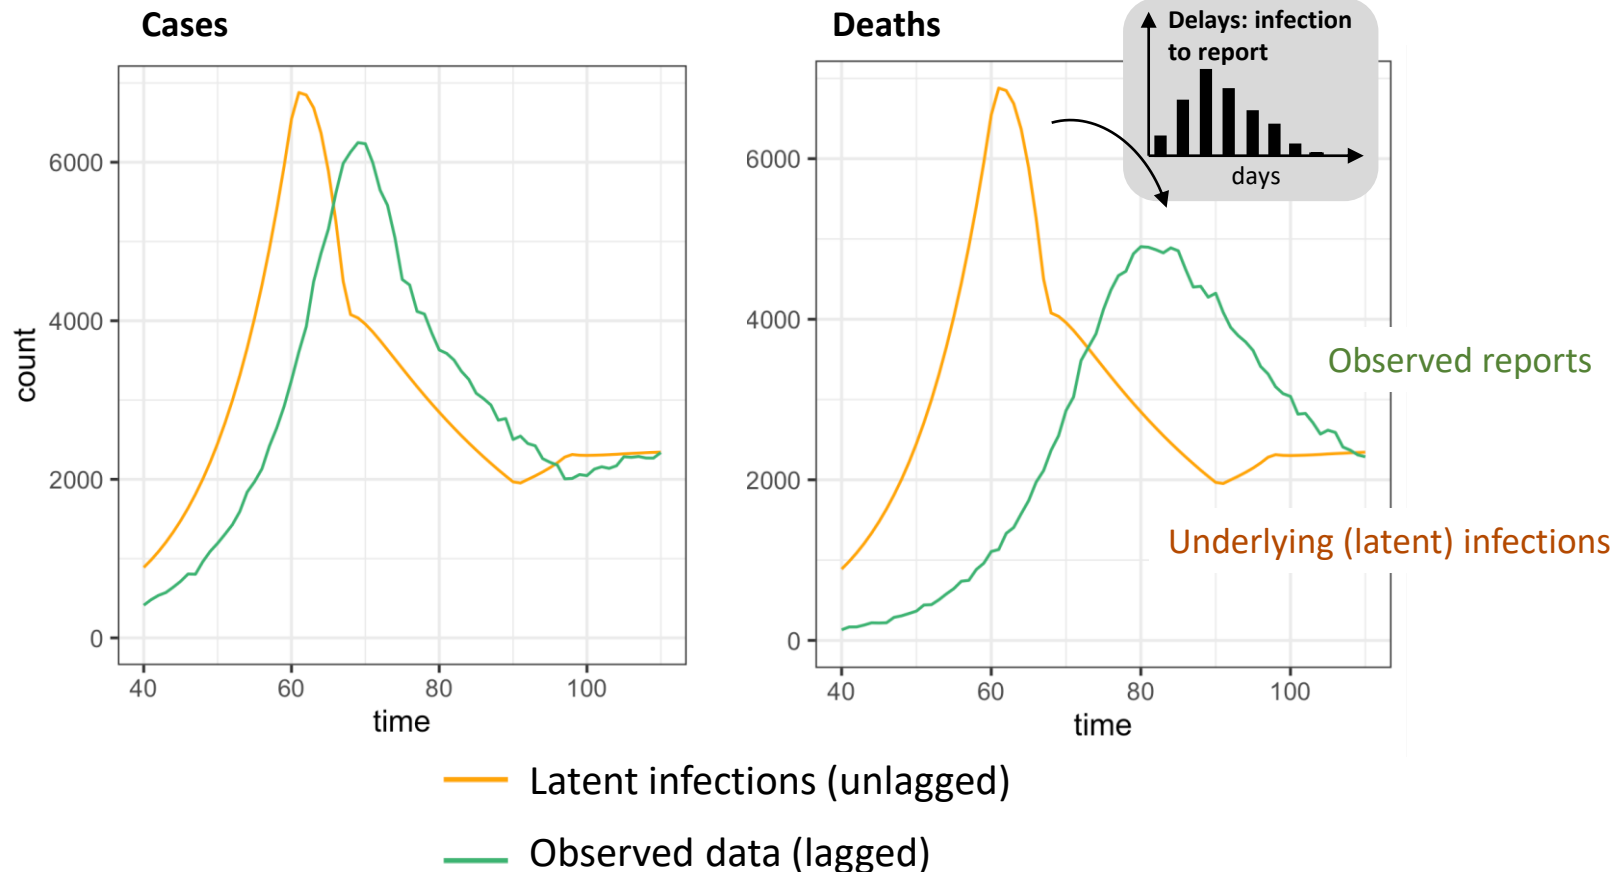 Cases
6000
4000
2000
0
count
40 60 80 100
time
Deaths
Delays: infection
to report
days
6000
4000
2000
0
40 60 80 100
time
Observed reports
Underlying (latent) infections
Latent infections (unlagged)
Observed data (lagged)